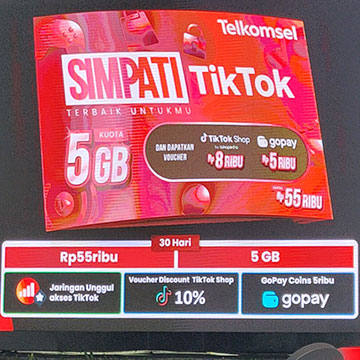 Telkomsel
SIMPATI TikTok
TERBAIK UNTUKMU
KUOTA
5 GB
DAN DAPATKAN
VOUCHER
TikTok Shop
by tokopedia
Rp 8 RIBU
gopay
Rp 5 RIBU
Rp 55 RIBU
30 Hari
Rp55ribu
5 GB
Jaringan Unggul
akses TikTok
Voucher Discount TikTok Shop
10%
GoPay Coins 5ribu
gopay